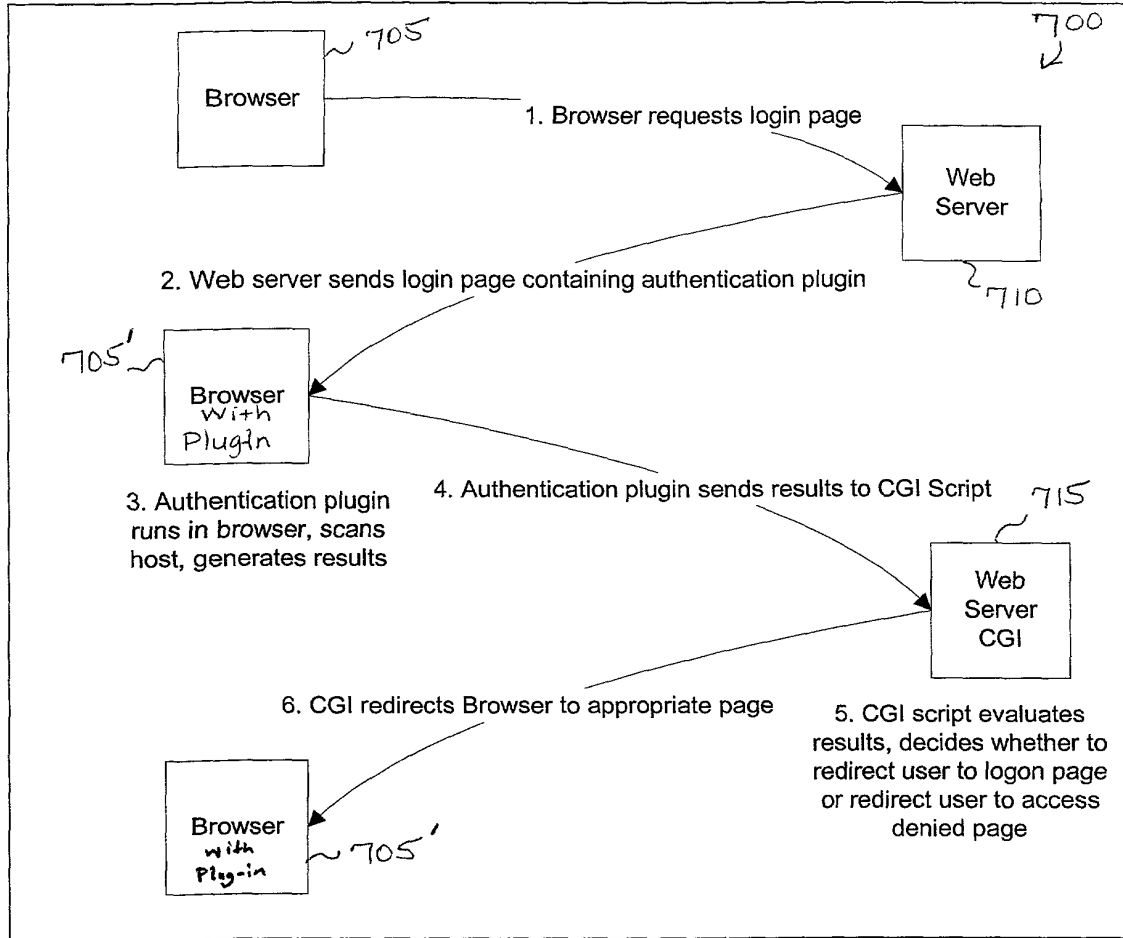 705
700
Browser
1. Browser requests login page
Web
Server
2. Web server sends login page containing authentication plugin
710
705'
Browser
With
PlugIn
3. Authentication plugin
runs in browser, scans
host, generates results
4. Authentication plugin sends results to CGI Script
715
Web
Server
CGI
6. CGI redirects Browser to appropriate page
5. CGI script evaluates
results, decides whether to
redirect user to logon page
or redirect user to access
denied page
Browser
with
Plug-in
705'